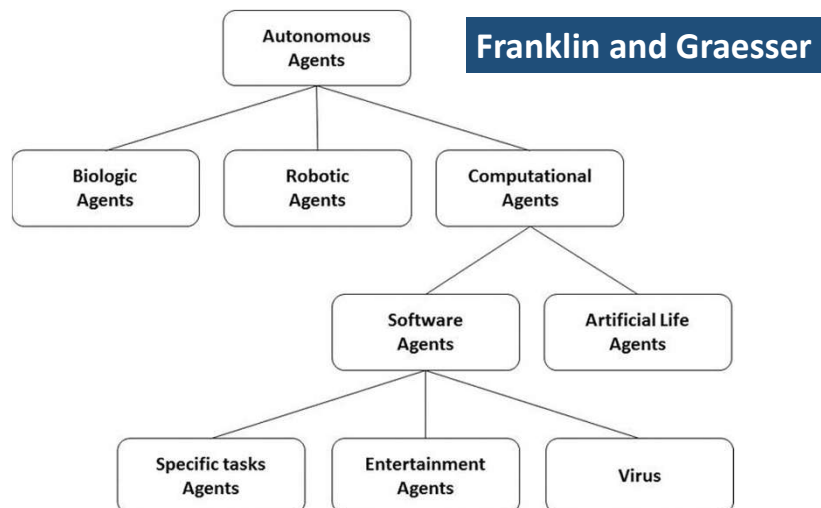 Autonomous
Agents
Franklin and Graesser
Biologic
Agents
Robotic
Agents
Computational
Agents
Software
Agents
Artificial Life
Agents
Specific tasks
Agents
Entertainment
Agents
Virus